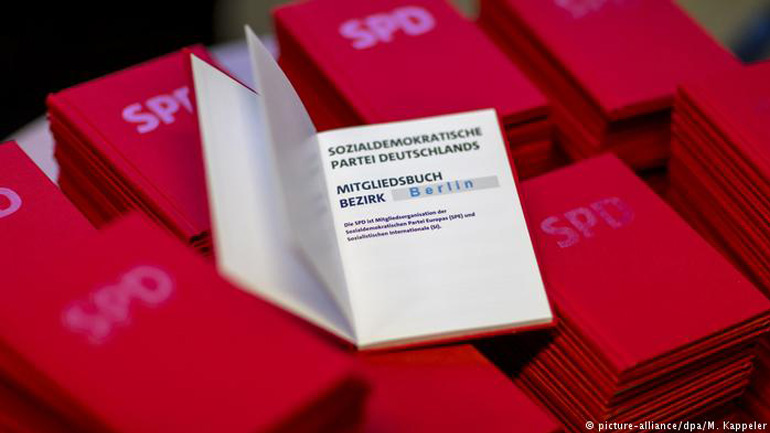 SPD
SPD
SOZIALDEMOKRATISCHE
PARTEI DEUTSCHLANDS
MITGLIEDSBUCH
BEZIRK Berlin
Die SPD ist Mitgliedsorganisation der
Sozialdemokratischen Partei Europas (SPE) und
Sozialistischen Internationale (SI).
SPD
SPD
© picture-alliance/dpa/M. Kappeler